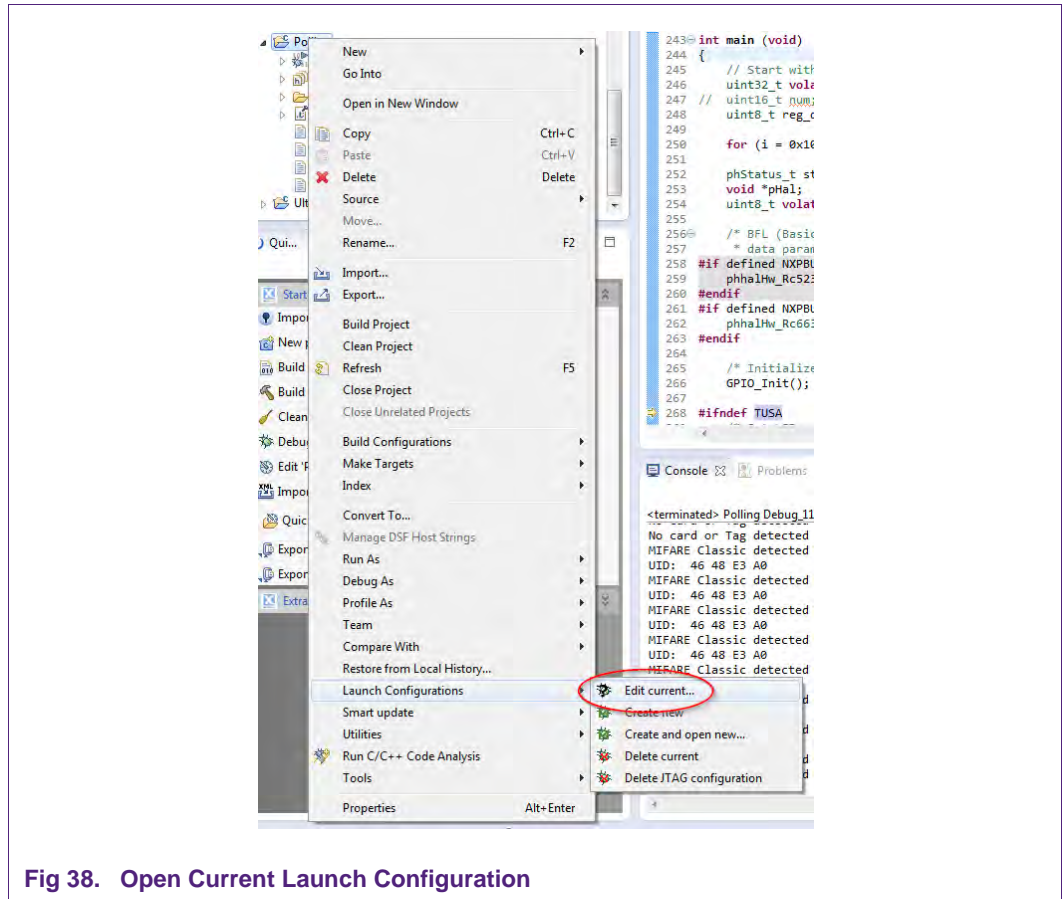 Po
New
Go Into
Open in New Window
Copy Ctrl+C
Paste Ctrl+V
Delete Delete
Source
Move...
Rename... F2
Import...
Export...
Build Project
Clean Project
Refresh F5
Close Project
Close Unrelated Projects
Build Configurations
Make Targets
Index
Convert To...
Manage DSF Host Strings
Run As
Debug As
Profile As
Team
Compare With
Restore from Local History...
Launch Configurations
Smart update
Utilities
Run C/C++ Code Analysis
Tools
Properties Alt+Enter
Edit current...
Create new
Create and open new...
Delete current
Delete JTAG configuration
Ult
Qui...
Start
Impor
New
Build
Build
Clean
Debu
Edit 'P
Impor
Quic
Expor
Expor
Extra
243 int main (void)
244 {
245 // Start with
246 uint32_t vola
247 // uint16_t num;
248 uint8_t reg_
249
250 for (i = 0x10
251
252 phStatus_t st
253 void *pHal;
254 uint8_t volat
255
256 /* BFL (Basic
257 * data param
258 #if defined NXPBU
259 phhalHw_Rc523
260 #endif
261 #if defined NXPBU
262 phhalHw_Rc663
263 #endif
264
265 /* Initialize
266 GPIO_Init();
267
268 #ifndef TUSA
Console Problems
<terminated> Polling Debug_11
No card or Tag detected
No card or Tag detected
MIFARE Classic detected
UID: 46 48 E3 A0
MIFARE Classic detected
UID: 46 48 E3 A0
MIFARE Classic detected
UID: 46 48 E3 A0
MIFARE Classic detected
UID: 46 48 E3 A0
MIFARE Classic detected
d
d
d
d
Fig 38. Open Current Launch Configuration